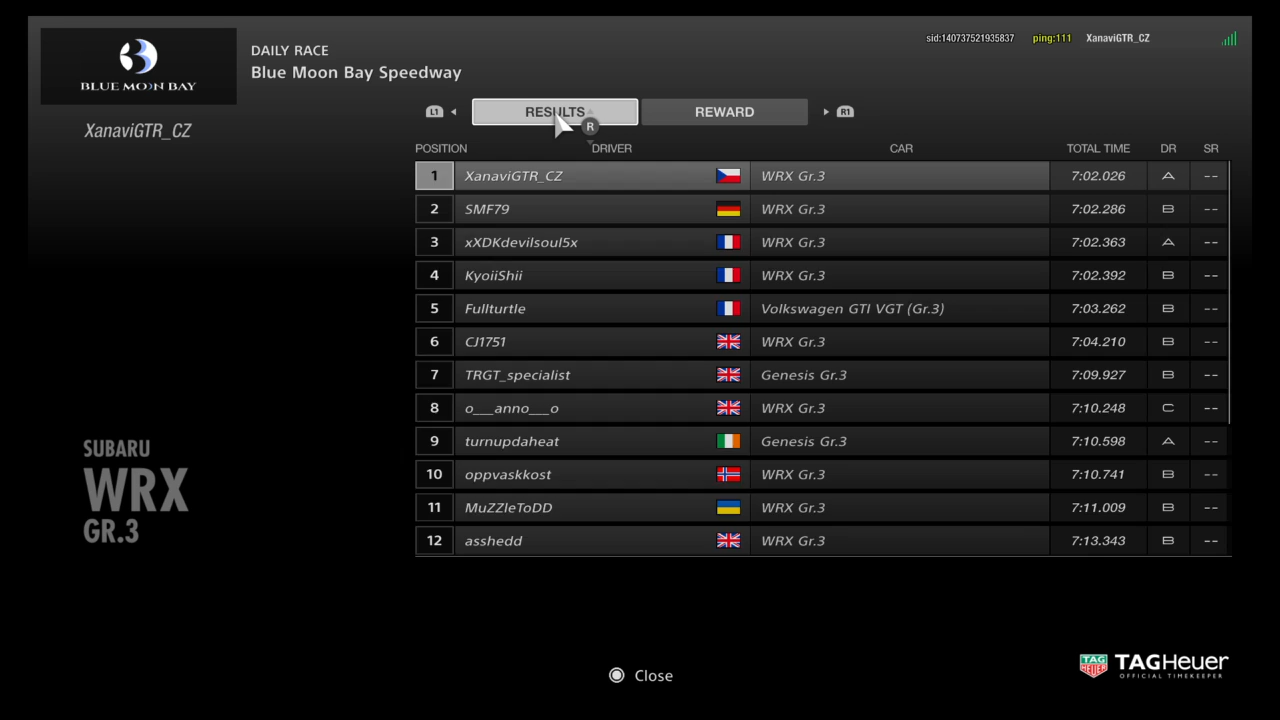 sid:140737521935837 ping:111 XanaviGTR_CZ
DAILY RACE
Blue Moon Bay Speedway
BLUE MOON BAY
XanaviGTR_CZ
L1 RESULTS REWARD R1
R
POSITION DRIVER CAR TOTAL TIME DR SR
1 XanaviGTR_CZ WRX Gr.3 7:02.026 A --
2 SMF79 WRX Gr.3 7:02.286 B --
3 xXDKdevilsoul5x WRX Gr.3 7:02.363 A --
4 KyoiiShii WRX Gr.3 7:02.392 B --
5 Fullturtle Volkswagen GTI VGT (Gr.3) 7:03.262 B --
6 CJ1751 WRX Gr.3 7:04.210 B --
7 TRGT_specialist Genesis Gr.3 7:09.927 B --
8 o___anno___o WRX Gr.3 7:10.248 C --
9 turnupdaheat Genesis Gr.3 7:10.598 A --
10 oppvaskkost WRX Gr.3 7:10.741 B --
11 MuZZleToDD WRX Gr.3 7:11.009 B --
12 asshedd WRX Gr.3 7:13.343 B --
SUBARU
WRX
GR.3
Close
TAG HEUER TAGHeuer
OFFICIAL TIMEKEEPER